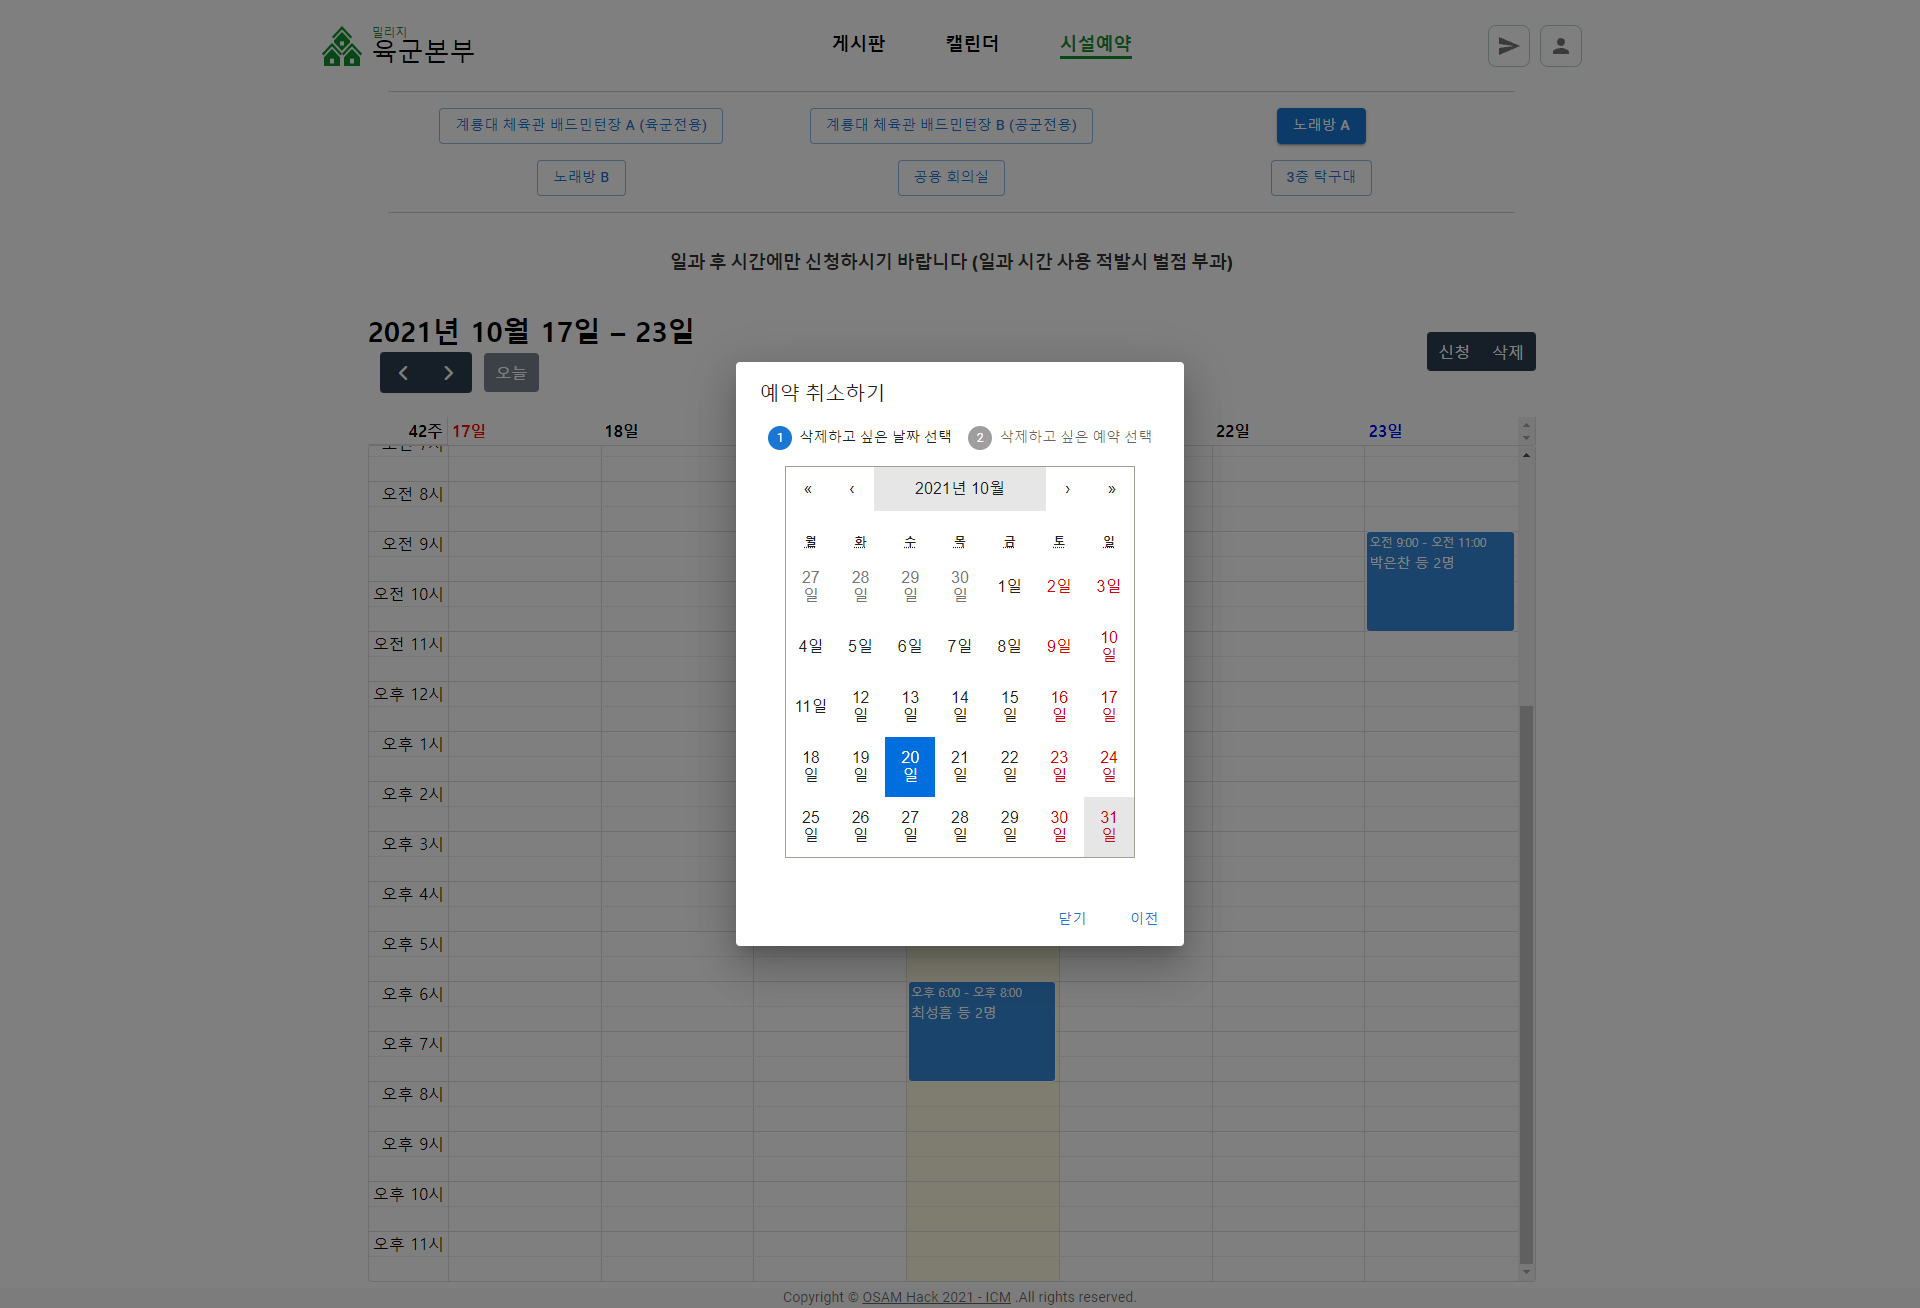 밀리지
육군본부
게시판 캘린더 시설예약
계룡대 체육관 배드민턴장 A (육군전용) 계룡대 체육관 배드민턴장 B (공군전용) 노래방 A
노래방 B 공용 회의실 3층 탁구대
일과 후 시간에만 신청하시기 바랍니다 (일과 시간 사용 적발시 벌점 부과)
2021년 10월 17일 – 23일
오늘
신청 삭제
42주 17일 18일 22일 23일
오전 7시
오전 8시
오전 9시
오전 10시
오전 11시
오후 12시
오후 1시
오후 2시
오후 3시
오후 4시
오후 5시
오후 6시
오후 7시
오후 8시
오후 9시
오후 10시
오후 11시
오전 9:00 - 오전 11:00
박은찬 등 2명
오후 6:00 - 오후 8:00
최성흠 등 2명
예약 취소하기
1 삭제하고 싶은 날짜 선택 2 삭제하고 싶은 예약 선택
« ‹ 2021년 10월 › »
월 화 수 목 금 토 일
27일 28일 29일 30일 1일 2일 3일
4일 5일 6일 7일 8일 9일 10일
11일 12일 13일 14일 15일 16일 17일
18일 19일 20일 21일 22일 23일 24일
25일 26일 27일 28일 29일 30일 31일
닫기 이전
Copyright © OSAM Hack 2021 - ICM .All rights reserved.